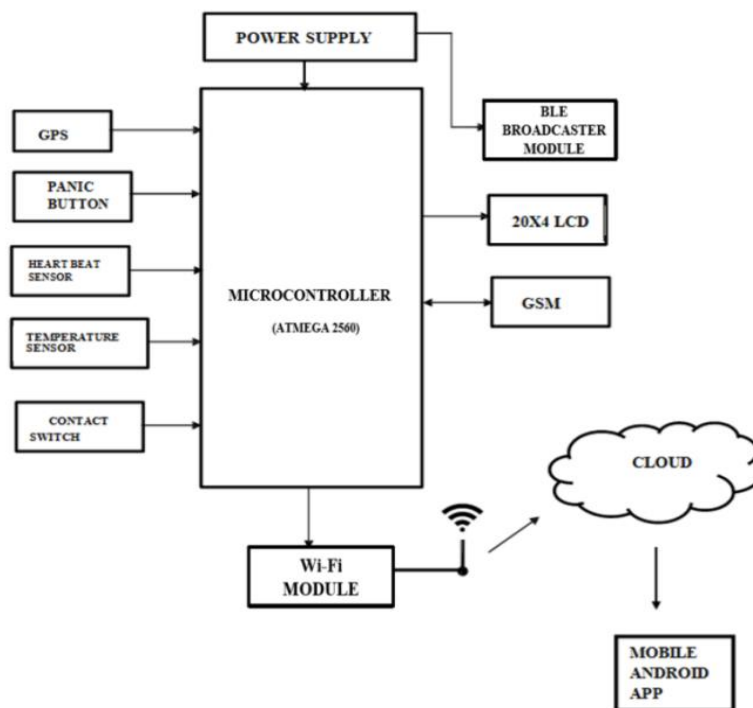 POWER SUPPLY
GPS
PANIC
BUTTON
HEART BEAT
SENSOR
TEMPERATURE
SENSOR
CONTACT
SWITCH
MICROCONTROLLER
(ATMEGA 2560)
BLE
BROADCASTER
MODULE
20X4 LCD
GSM
Wi-Fi
MODULE
CLOUD
MOBILE
ANDROID
APP